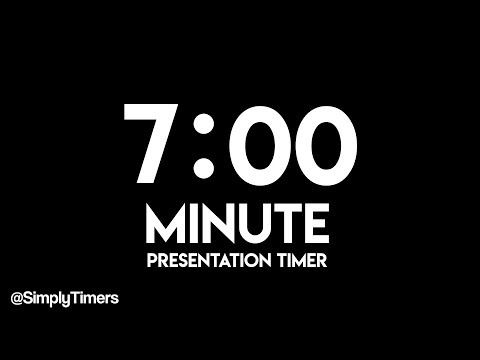 7:00
MINUTE
PRESENTATION TIMER
@SimplyTimers